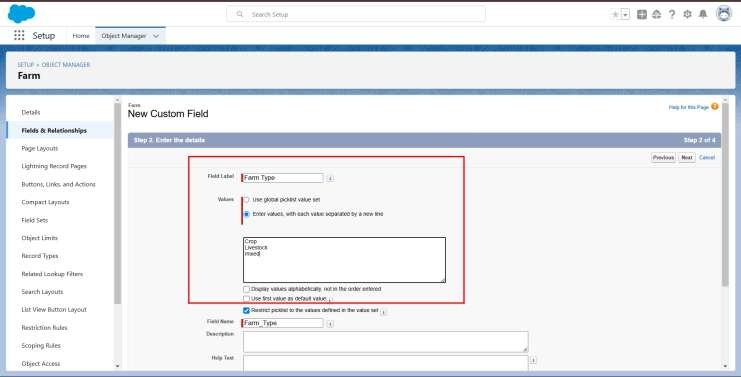 Search Setup
Setup
Home
Object Manager
SETUP > OBJECT MANAGER
Farm
Details
Fields & Relationships
Page Layouts
Lightning Record Pages
Buttons, Links, and Actions
Compact Layouts
Field Sets
Object Limits
Record Types
Related Lookup Filters
Search Layouts
List View Button Layout
Restriction Rules
Scoping Rules
Object Access
Farm
New Custom Field
Help for this Page
Step 2. Enter the details
Step 2 of 4
Previous Next Cancel
Field Label Farm Type
Values Use global picklist value set
Enter values, with each value separated by a new line
Crop
Livestock
mixed
Display values alphabetically, not in the order entered
Use first value as default value
Restrict picklist to the values defined in the value set
Field Name Farm_Type
Description
Help Text